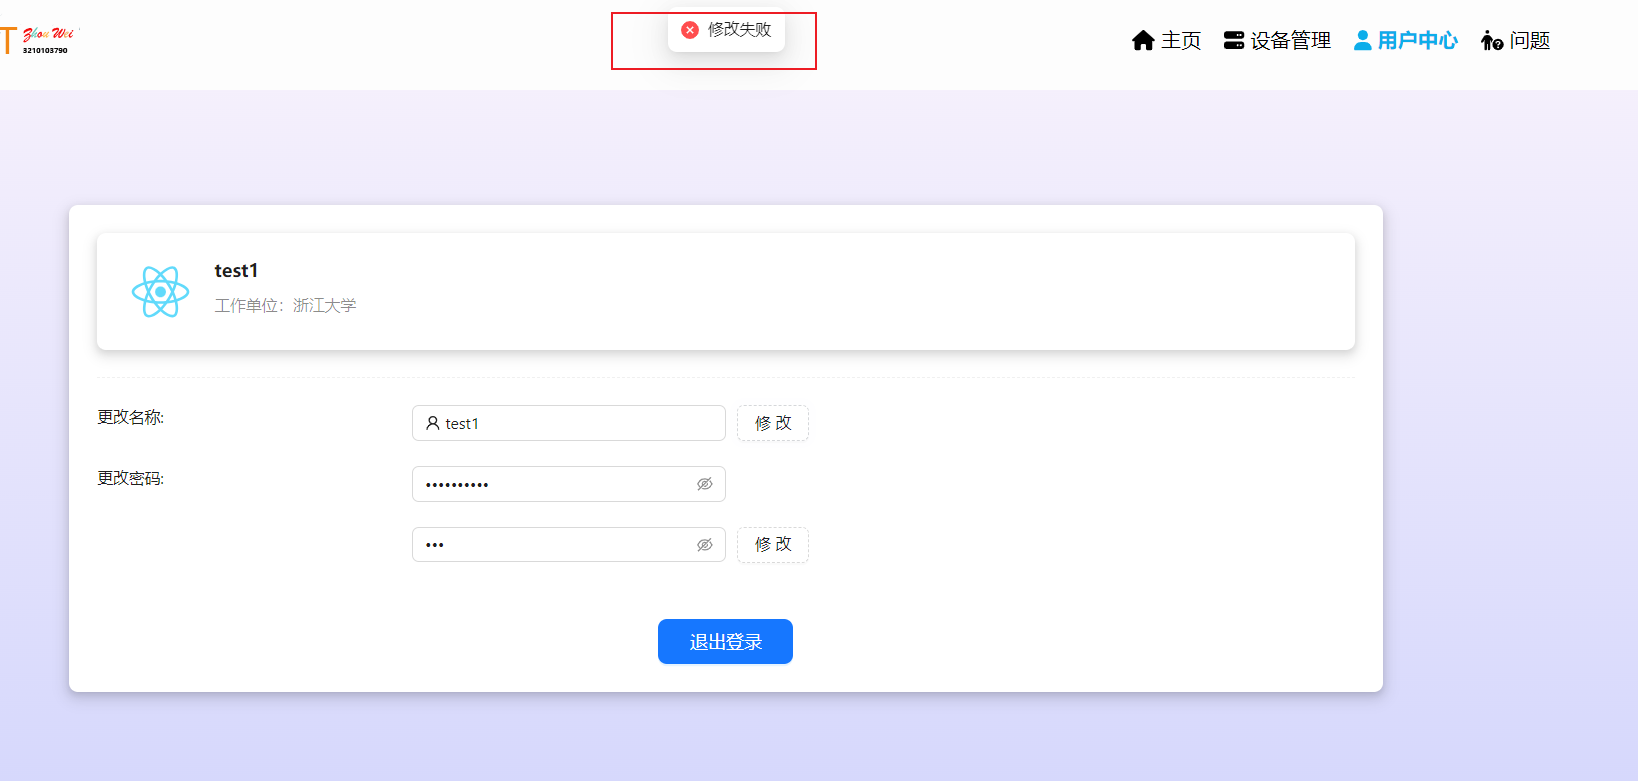 T Zhou Wei
3210103790
修改失败
主页 设备管理 用户中心 问题
test1
工作单位：浙江大学
更改名称:
test1 修 改
更改密码:
••••••••••
••• 修 改
退出登录